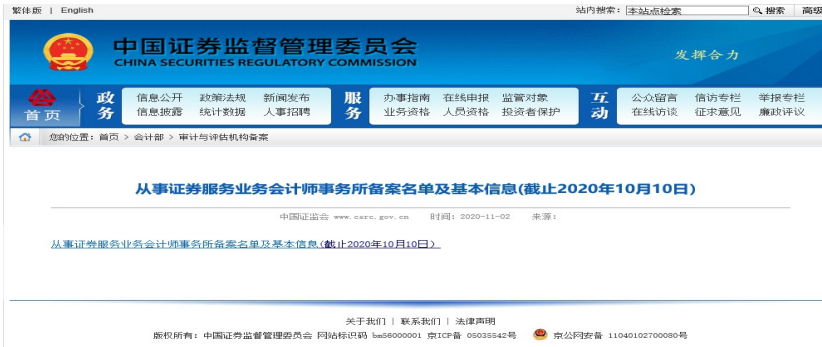 繁体版 | English 站内搜索: 本站点检索 搜索 高级
中国证券监督管理委员会
CHINA SECURITIES REGULATORY COMMISSION
发挥合力
首页 政务 信息公开 政策法规 新闻发布 服务 办事指南 在线申报 监管对象 互动 公众留言 信访专栏 举报专栏
信息披露 统计数据 人事招聘 业务资格 人员资格 投资者保护 在线访谈 征求意见 廉政评议
您的位置: 首页 > 会计部 > 审计与评估机构备案
从事证券服务业务会计师事务所备案名单及基本信息(截止2020年10月10日)
中国证监会 www.csrc.gov.cn 时间: 2020-11-02 来源:
从事证券服务业务会计师事务所备案名单及基本信息(截止2020年10月10日)
关于我们 | 联系我们 | 法律声明
版权所有: 中国证券监督管理委员会 网站标识码 bm56000001 京ICP备 05035542号 京公网安备 11040102700080号